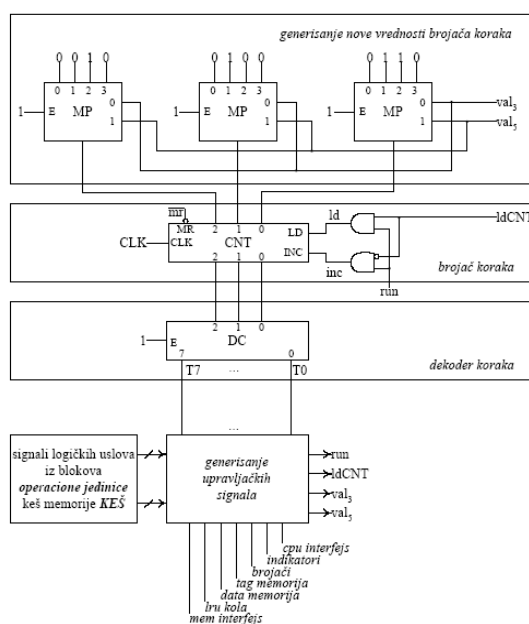 generisanje nove vrednosti brojača koraka
0 0 1 0
0 1 0 0
0 1 1 0
0 1 2 3
0 1 2 3
0 1 2 3
1 E MP 0 1
1 E MP 0 1
1 E MP 0 1
val3
val5
mr
MR 2 1 0
ld
LD
ldCNT
CLK CLK CNT
INC
inc
2 1 0
run
brojač koraka
2 1 0
1 E DC
7 0
T7 ... T0
dekoder koraka
...
signali logičkih uslova
iz blokova
operacione jedinice
keš memorije KEŠ
generisanje
upravljačkih
signala
run
ldCNT
val3
val5
cpu interfejs
indikatori
brojači
tag memorija
data memorija
lru kola
mem interfejs